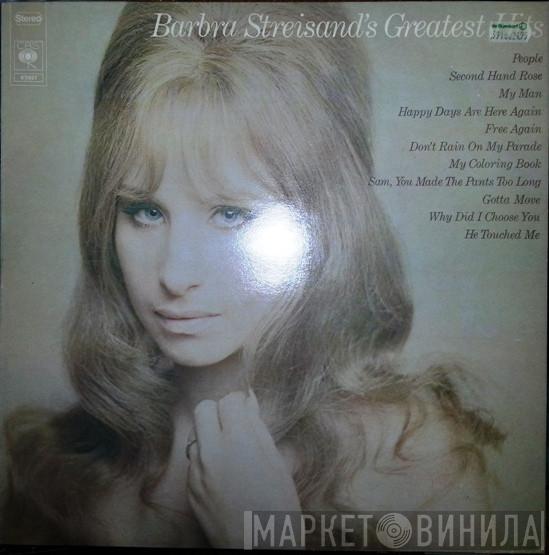 Stereo
Barbra Streisand's Greatest Hits
CBS
People
Second Hand Rose
My Man
Happy Days Are Here Again
Free Again
Don't Rain On My Parade
My Coloring Book
Sam, You Made The Pants Too Long
Gotta Move
Why Did I Choose You
He Touched Me
МАРКЕТ ВИНИЛА